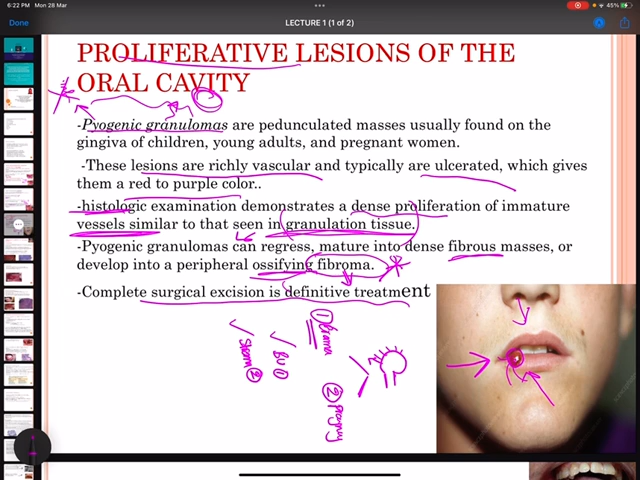 6:22 PM Mon 28 Mar
45%
Done
LECTURE 1 (1 of 2)
PROLIFERATIVE LESIONS OF THE
ORAL CAVITY
-Pyogenic granulomas are pedunculated masses usually found on the
gingiva of children, young adults, and pregnant women.
-These lesions are richly vascular and typically are ulcerated, which gives
them a red to purple color..
-histologic examination demonstrates a dense proliferation of immature
vessels similar to that seen in granulation tissue.
-Pyogenic granulomas can regress, mature into dense fibrous masses, or
develop into a peripheral ossifying fibroma.
-Complete surgical excision is definitive treatment
①
②